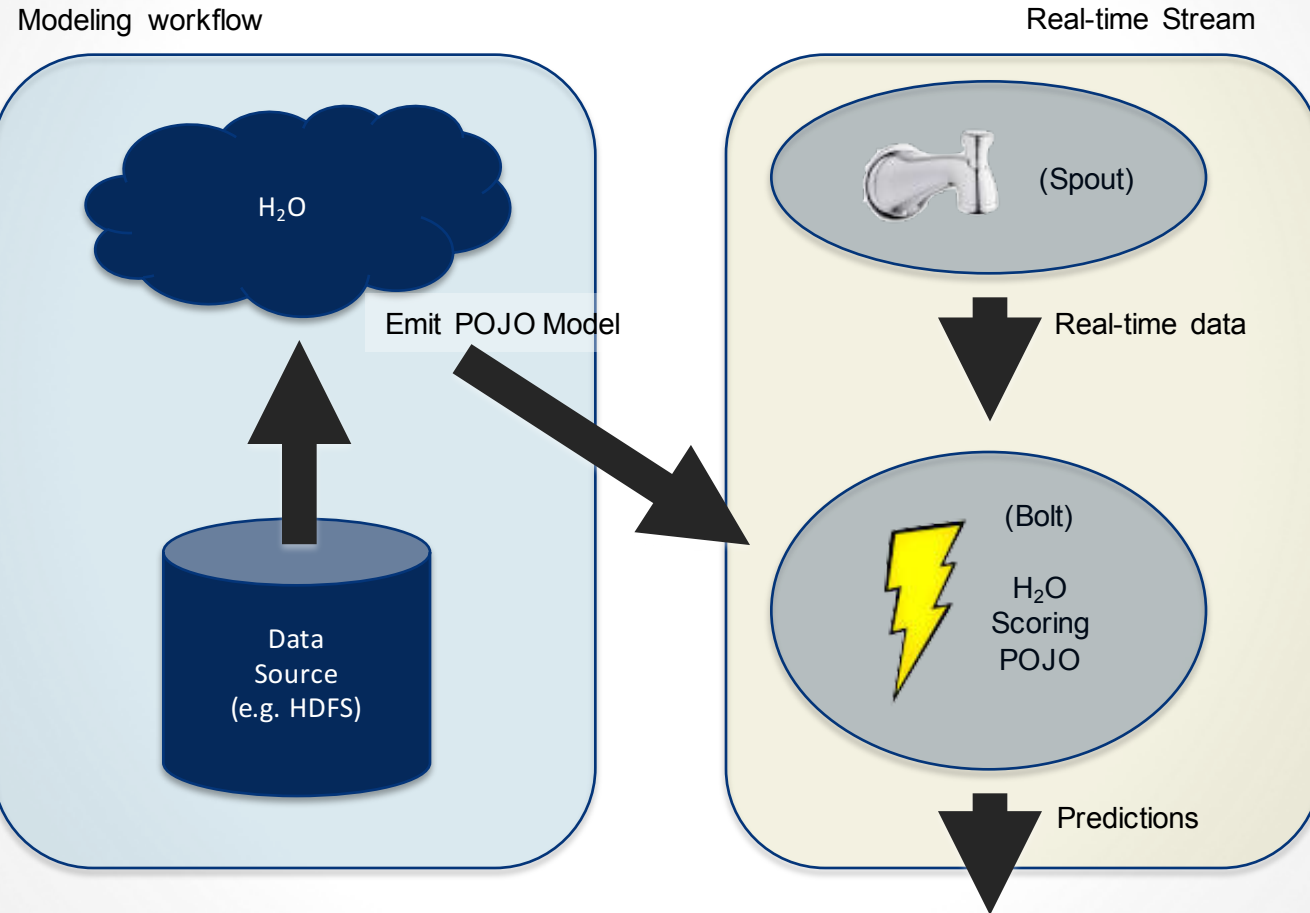 Modeling workflow
Real-time Stream
H₂O
(Spout)
Emit POJO Model
Real-time data
Data
Source
(e.g. HDFS)
(Bolt)
H₂O
Scoring
POJO
Predictions